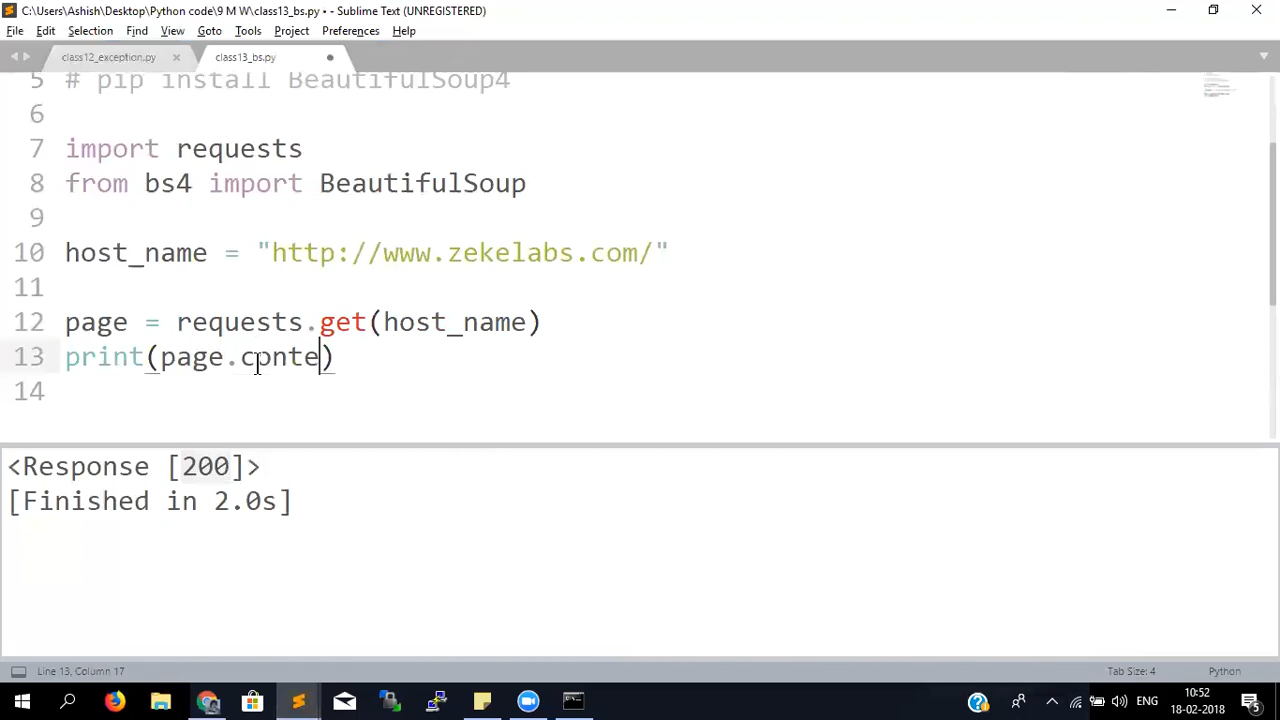 C:\Users\Ashish\Desktop\Python code\9 M W\class13_bs.py • - Sublime Text (UNREGISTERED)
File Edit Selection Find View Goto Tools Project Preferences Help
class12_exception.py class13_bs.py
5 # pip install BeautifulSoup4
6
7 import requests
8 from bs4 import BeautifulSoup
9
10 host_name = "http://www.zekelabs.com/"
11
12 page = requests.get(host_name)
13 print(page.conte)
14
<Response [200]>
[Finished in 2.0s]
Line 13, Column 17 Tab Size: 4 Python
ENG 10:52
18-02-2018 5